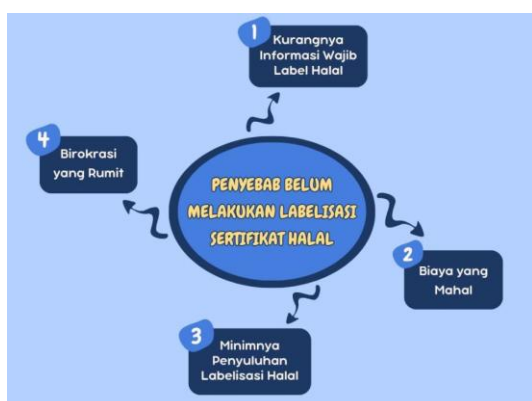 1
Kurangnya
Informasi Wajib
Label Halal
4
Birokrasi
yang Rumit
PENYEBAB BELUM
MELAKUKAN LABELISASI
SERTIFIKAT HALAL
2
Biaya yang
Mahal
3
Minimnya
Penyuluhan
Labelisasi Halal